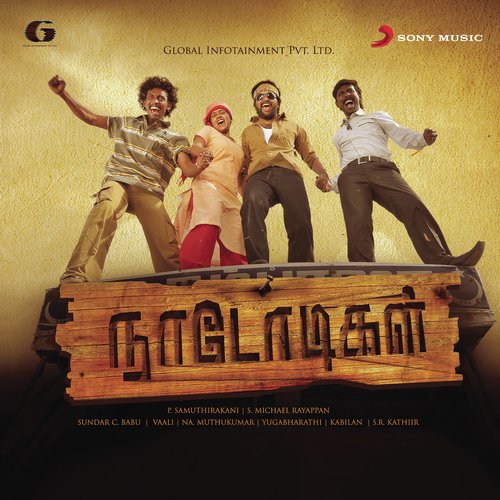 G
GLOBAL INFOTAINMENT PVT. LTD.
SONY MUSIC
நாடோடிகள்
P. SAMUTHIRAKANI | S. MICHAEL RAYAPPAN
SUNDAR C. BABU | VAALI | NA. MUTHUKUMAR | YUGABHARATHI | KABILAN | S.R. KATHIIR